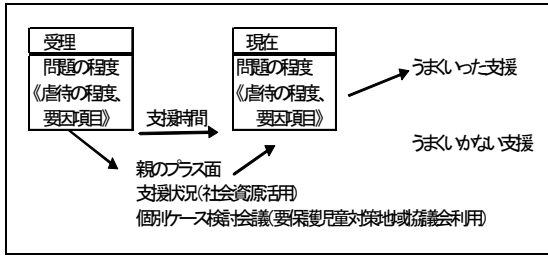 受理
問題の程度
《虐待の程度、
要因項目》
支援時間
現在
問題の程度
《虐待の程度、
要因項目》
うまくいった支援
うまくいかない支援
親のプラス面
支援状況(社会資源活用)
個別ケース検討会議(要保護児童対策地域協議会利用)